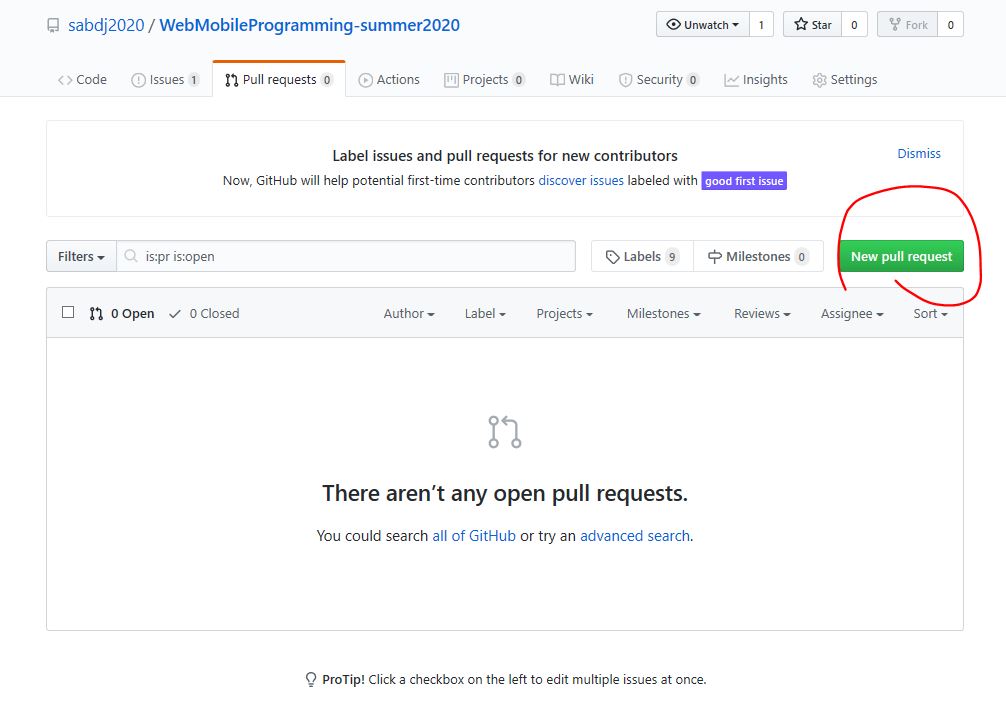 sabdj2020 / WebMobileProgramming-summer2020
Unwatch 1 Star 0 Fork 0
Code Issues 1 Pull requests 0 Actions Projects 0 Wiki Security 0 Insights Settings
Label issues and pull requests for new contributors
Dismiss
Now, GitHub will help potential first-time contributors discover issues labeled with good first issue
Filters is:pr is:open Labels 9 Milestones 0 New pull request
0 Open 0 Closed Author Label Projects Milestones Reviews Assignee Sort
There aren’t any open pull requests.
You could search all of GitHub or try an advanced search.
ProTip! Click a checkbox on the left to edit multiple issues at once.